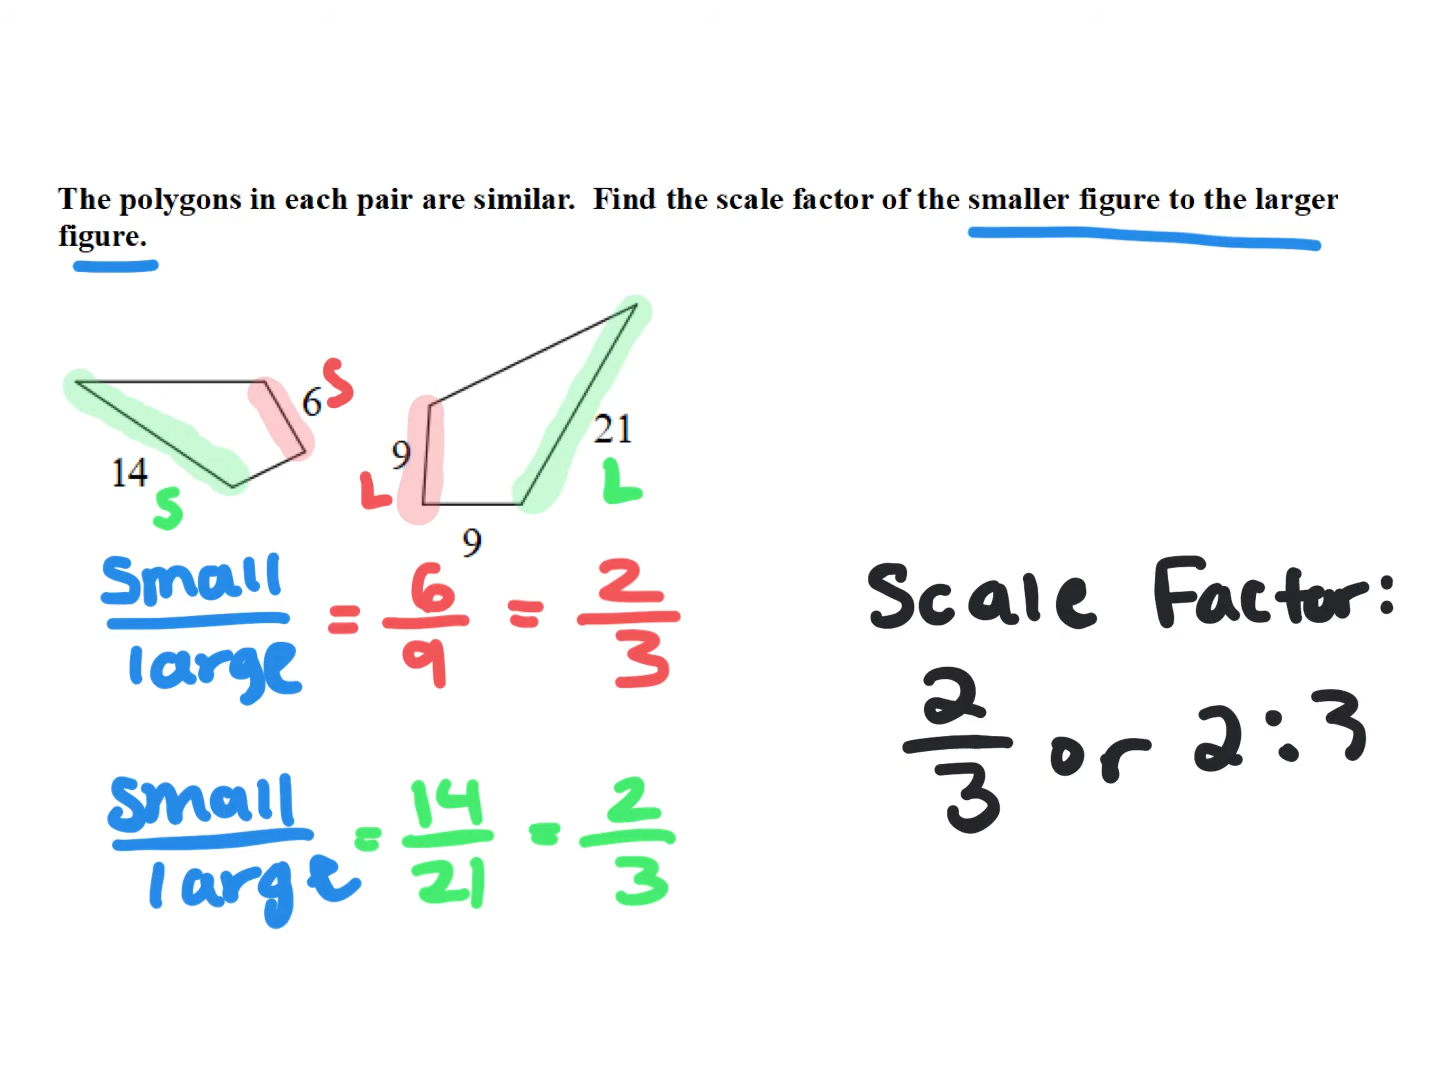 The polygons in each pair are similar.  Find the scale factor of the smaller figure to the larger
figure.
6 S
14
S
9
L
21
L
9
small
large
= 6/9 = 2/3
small
large
= 14/21 = 2/3
Scale Factor:
2/3 or 2:3